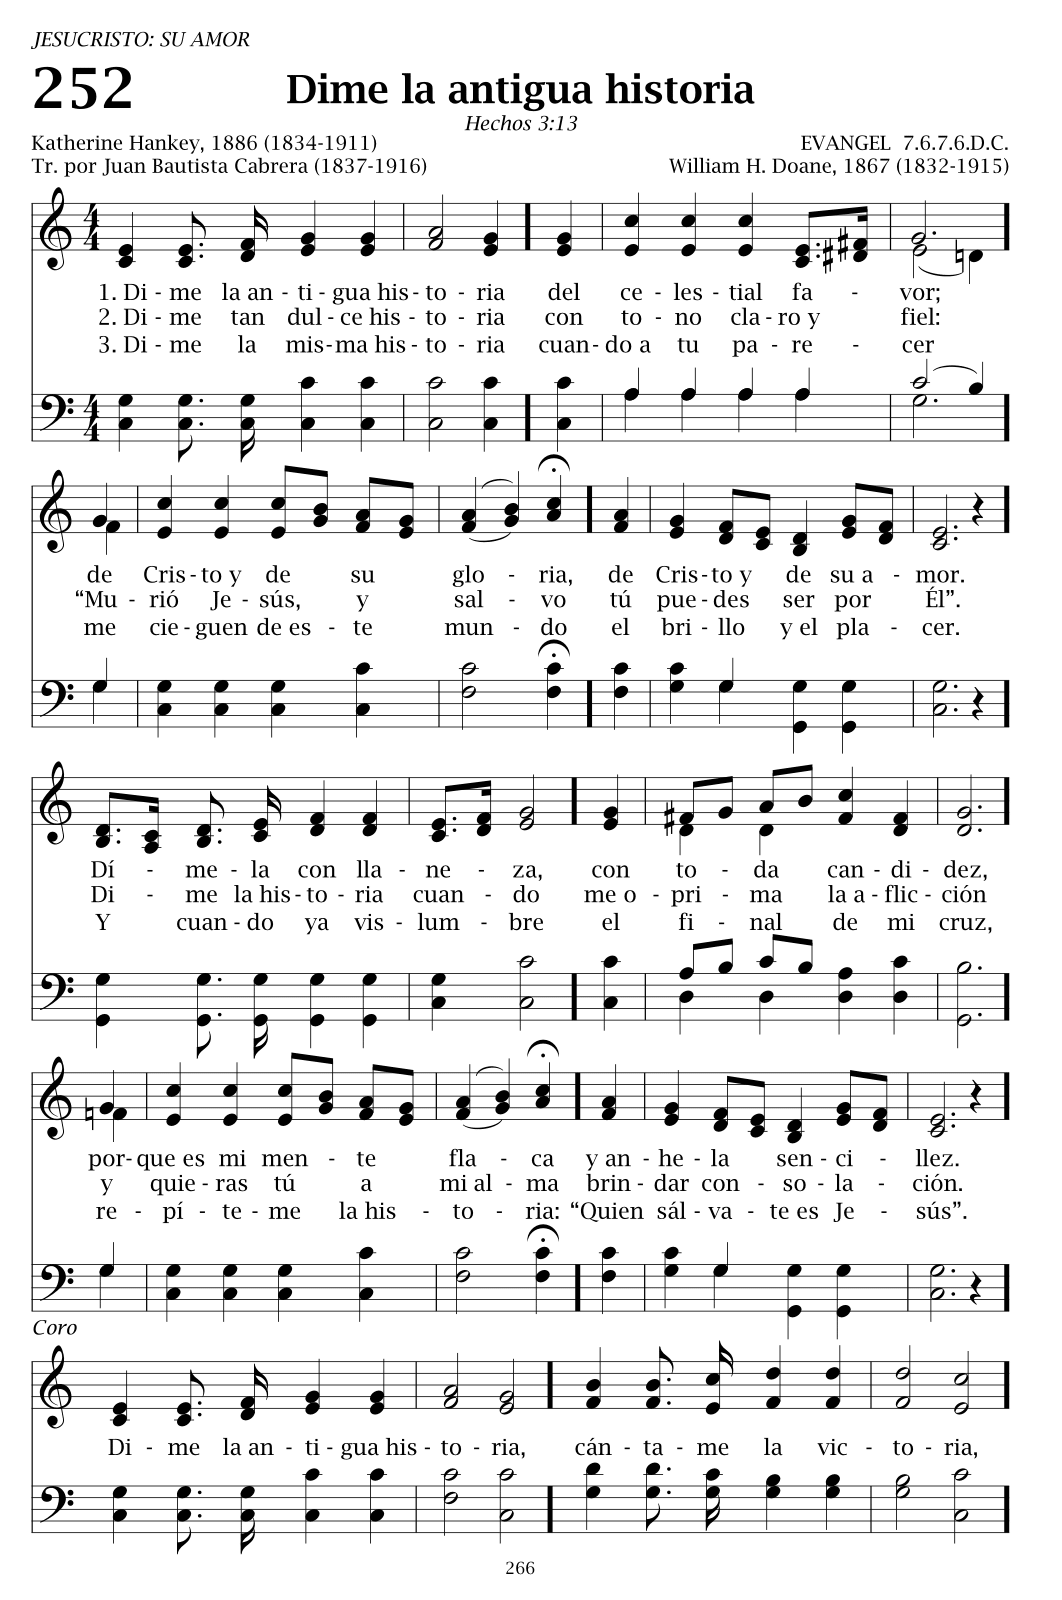 JESUCRISTO: SU AMOR
252
Dime la antigua historia
Hechos 3:13
Katherine Hankey, 1886 (1834-1911)
EVANGEL 7.6.7.6.D.C.
Tr. por Juan Bautista Cabrera (1837-1916)
William H. Doane, 1867 (1832-1915)
1. Di - me la an - ti - gua his - to - ria del ce - les - tial fa - vor;
2. Di - me tan dul - ce his - to - ria con to - no cla - ro y fiel:
3. Di - me la mis - ma his - to - ria cuan - do a tu pa - re - cer
de Cris - to y de su glo - ria, de Cris - to y de su a - mor.
“Mu - rió Je - sús, y sal - vo tú pue - des ser por Él”.
me cie - guen de es - te mun - do el bri - llo y el pla - cer.
Dí - me - la con lla - ne - za, con to - da can - di - dez,
Di - me la his - to - ria cuan - do me o - pri - ma la a - flic - ción
Y cuan - do ya vis - lum - bre el fi - nal de mi cruz,
por - que es mi men - te fla - ca y an - he - la sen - ci - llez.
y quie - ras tú a mi al - ma brin - dar con - so - la - ción.
re - pí - te - me la his - to - ria: “Quien sál - va - te es Je - sús”.
Coro
Di - me la an - ti - gua his - to - ria, cán - ta - me la vic - to - ria,
266